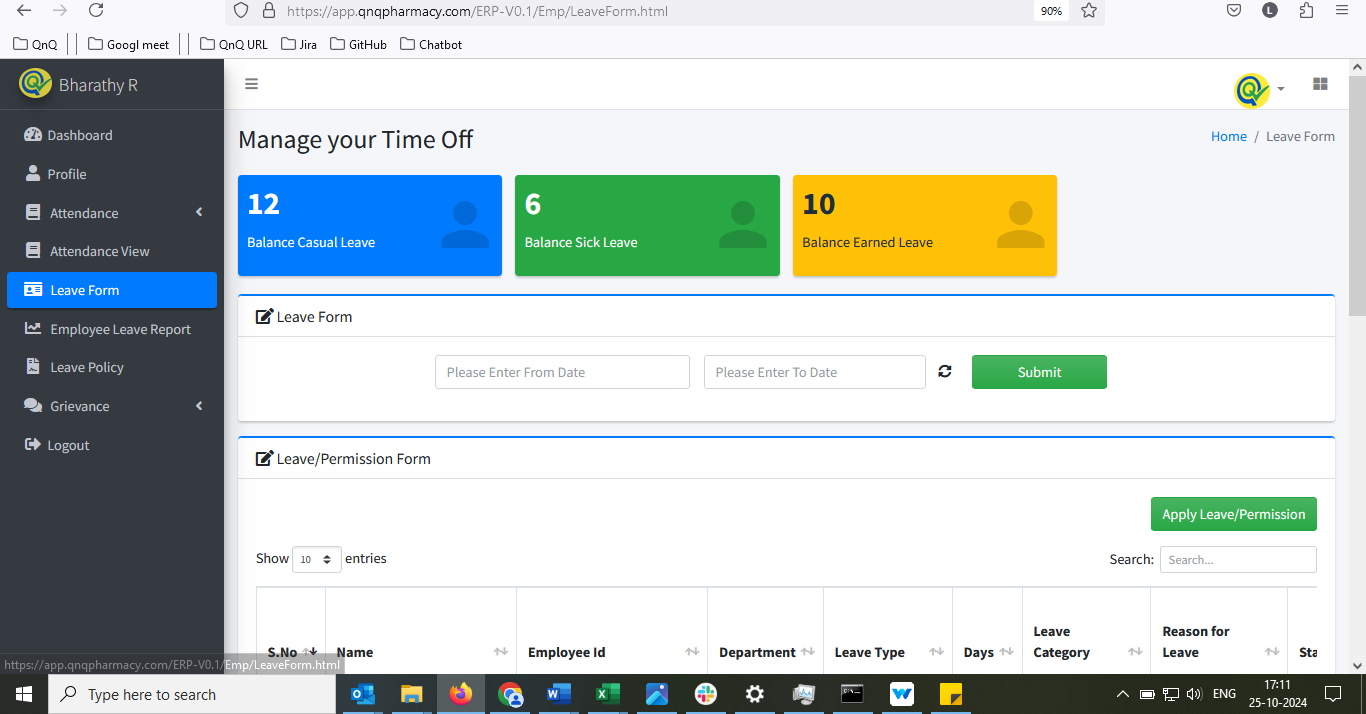 https://app.qnqpharmacy.com/ERP-V0.1/Emp/LeaveForm.html 90% L
QnQ Googl meet QnQ URL Jira GitHub Chatbot
Bharathy R
Dashboard
Profile
Attendance
Attendance View
Leave Form
Employee Leave Report
Leave Policy
Grievance
Logout
Manage your Time Off
Home / Leave Form
12
Balance Casual Leave
6
Balance Sick Leave
10
Balance Earned Leave
Leave Form
Please Enter From Date Please Enter To Date Submit
Leave/Permission Form
Apply Leave/Permission
Show 10 entries Search: Search...
S.No Name Employee Id Department Leave Type Days Leave Category Reason for Leave Sta
https://app.qnqpharmacy.com/ERP-V0.1/Emp/LeaveForm.html
Type here to search
ENG 17:11
25-10-2024